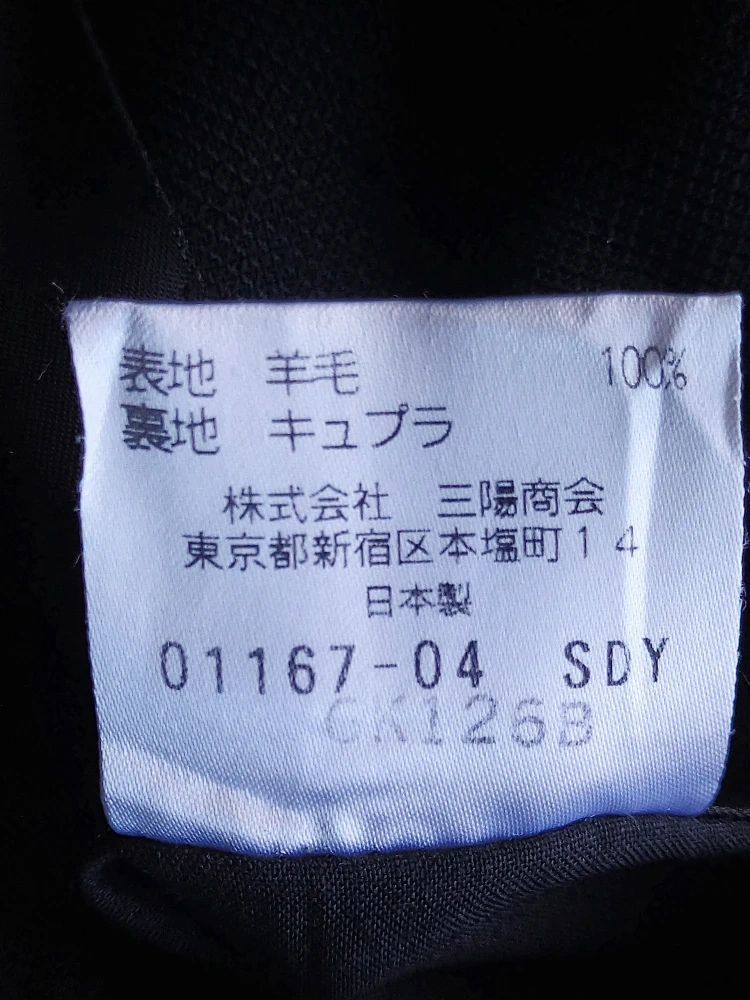 表地 羊毛 100%
裏地 キュプラ
株式会社 三陽商会
東京都新宿区本塩町14
日本製
01167-04 SDY
GK126B